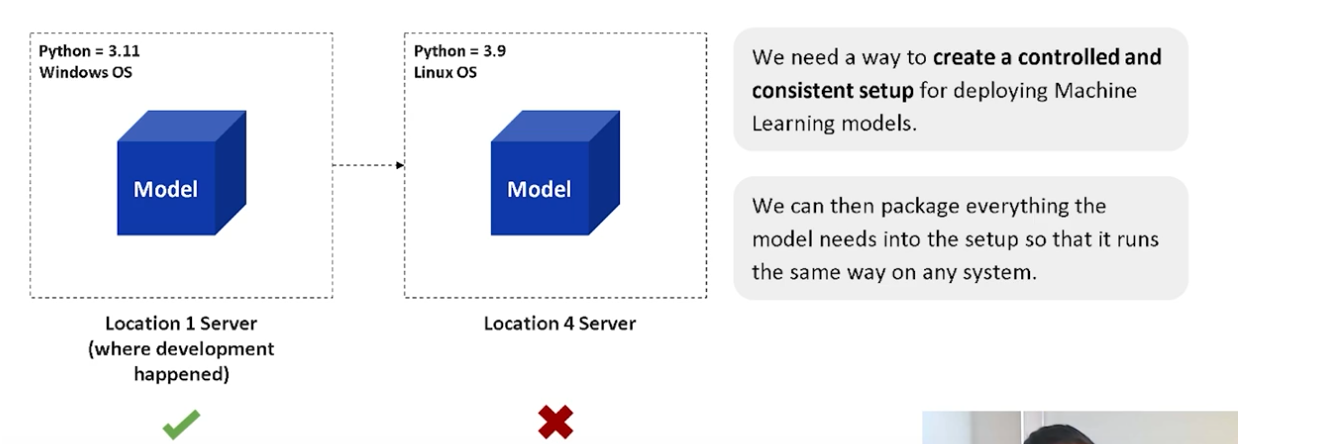 Python = 3.11
Windows OS
Model
Location 1 Server
(where development
happened)
Python = 3.9
Linux OS
Model
Location 4 Server
We need a way to create a controlled and
consistent setup for deploying Machine
Learning models.
We can then package everything the
model needs into the setup so that it runs
the same way on any system.